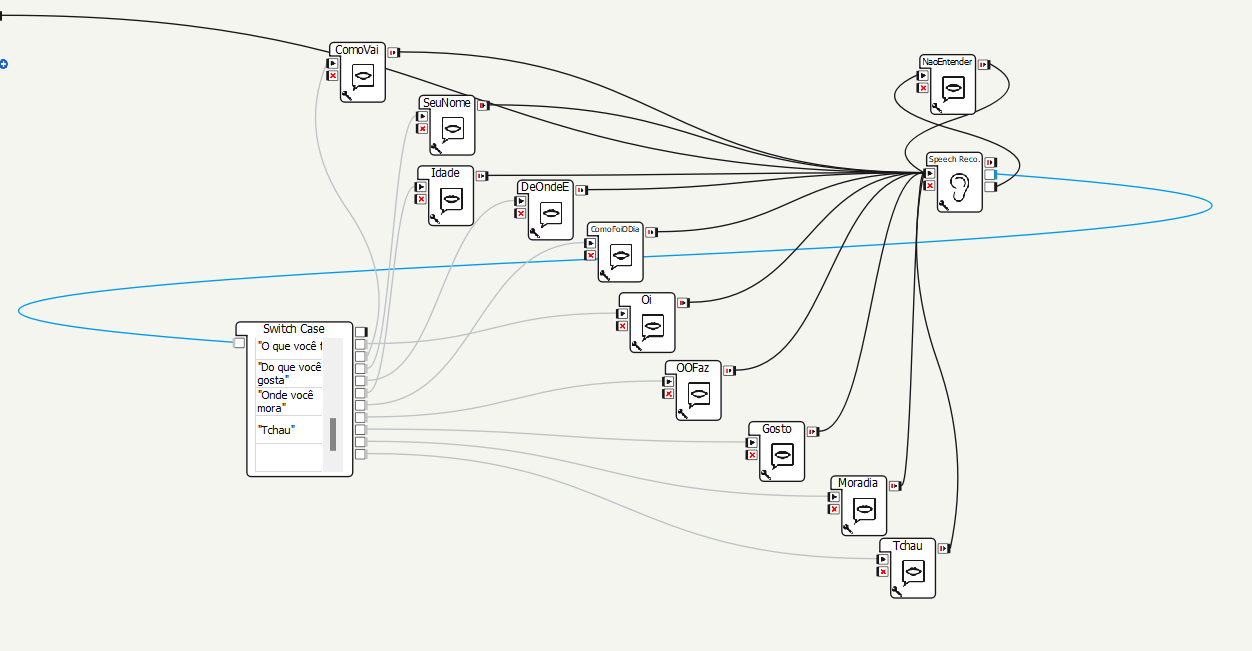 ComoVai
NaoEntender
SeuNome
Speech Reco.
Idade
DeOndeE
ComoFoiODia
Oi
Switch Case
"O que você f
"Do que você
gosta"
"Onde você
mora"
"Tchau"
OOFaz
Gosto
Moradia
Tchau